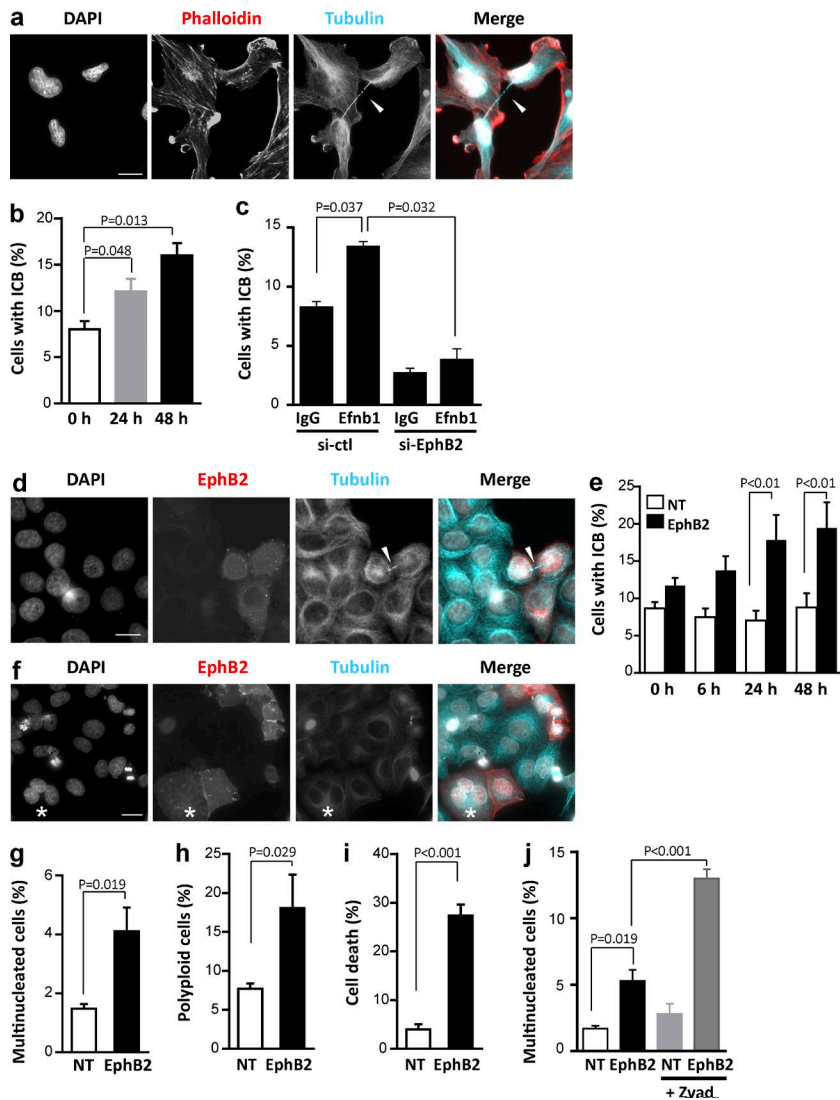 a
DAPI Phalloidin Tubulin Merge
b
Cells with ICB (%)
20
15
10
5
0
P=0.013
P=0.048
0 h 24 h 48 h
c
Cells with ICB (%)
15
10
5
0
P=0.037 P=0.032
IgG Efnb1 IgG Efnb1
si-ctl si-EphB2
d
DAPI EphB2 Tubulin Merge
e
Cells with ICB (%)
25
20
15
10
5
0
P<0.01 P<0.01
NT
EphB2
0 h 6 h 24 h 48 h
f
DAPI EphB2 Tubulin Merge
* * *
*
g
Multinucleated cells (%)
6
4
2
0
P=0.019
NT EphB2
h
Polyploid cells (%)
25
20
15
10
5
0
P=0.029
NT EphB2
i
Cell death (%)
40
30
20
10
0
P<0.001
NT EphB2
j
Multinucleated cells (%)
15
10
5
0
P<0.001
P=0.019
NT EphB2 NT EphB2
+ Zvad